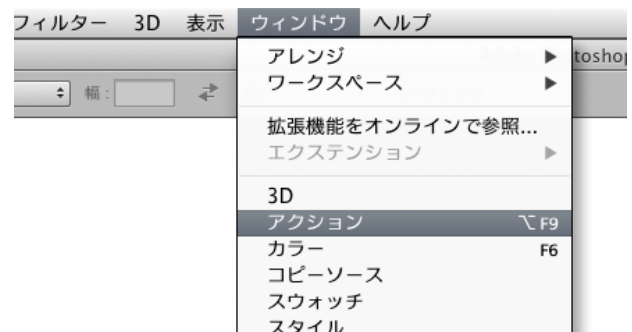 フィルター 3D 表示 ウィンドウ ヘルプ
アレンジ ▶
toshop
ワークスペース ▶
幅:
拡張機能をオンラインで参照...
エクステンション ▶
3D
アクション ⌥F9
カラー F6
コピーソース
スウォッチ
スタイル